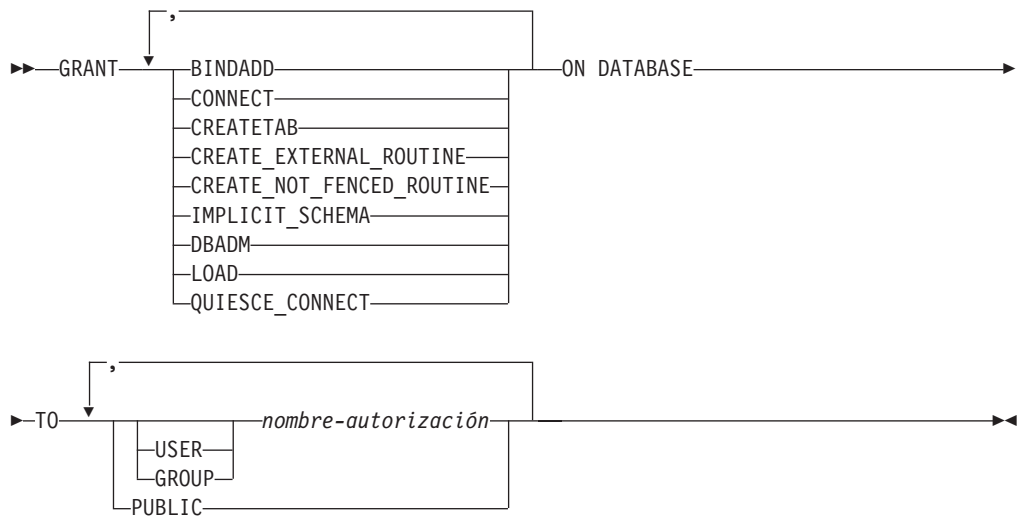 ,
GRANT BINDADD ON DATABASE
CONNECT
CREATETAB
CREATE_EXTERNAL_ROUTINE
CREATE_NOT_FENCED_ROUTINE
IMPLICIT_SCHEMA
DBADM
LOAD
QUIESCE_CONNECT
,
TO nombre-autorización
USER
GROUP
PUBLIC